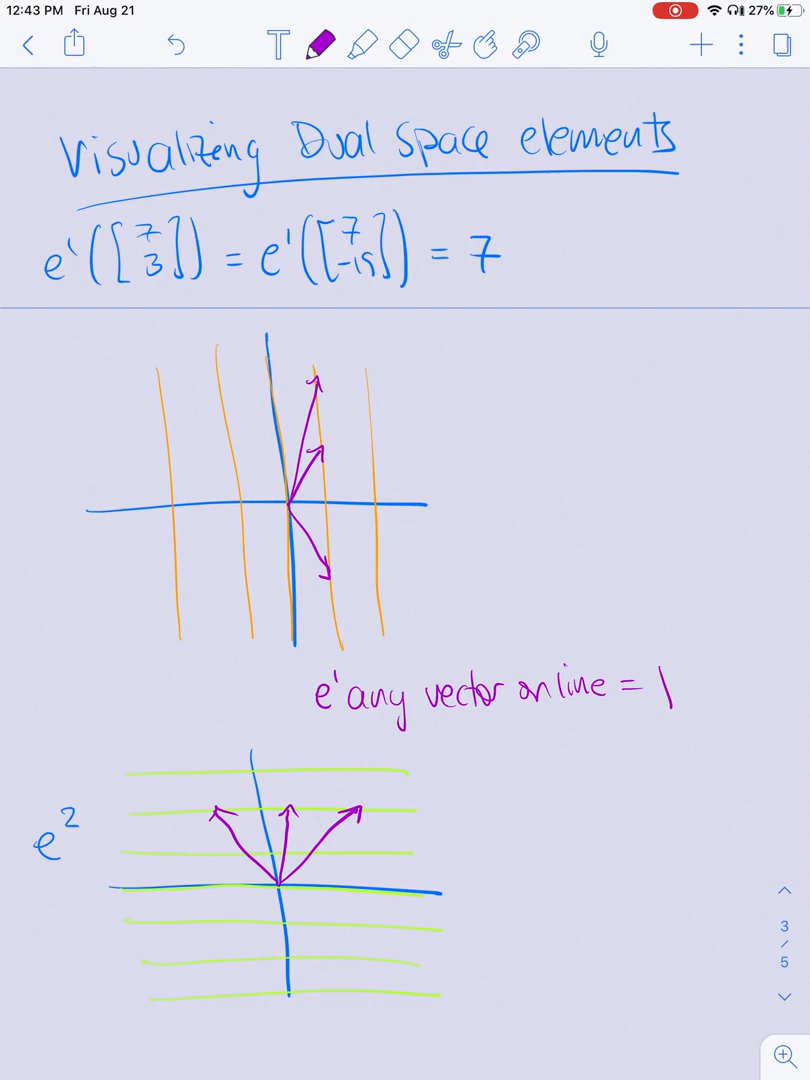 12:43 PM Fri Aug 21
27%
T
Visualizing Dual space elements
e¹([7 3]) = e¹([7 -15]) = 7
e¹ any vector on line = 1
e²
3
/
5